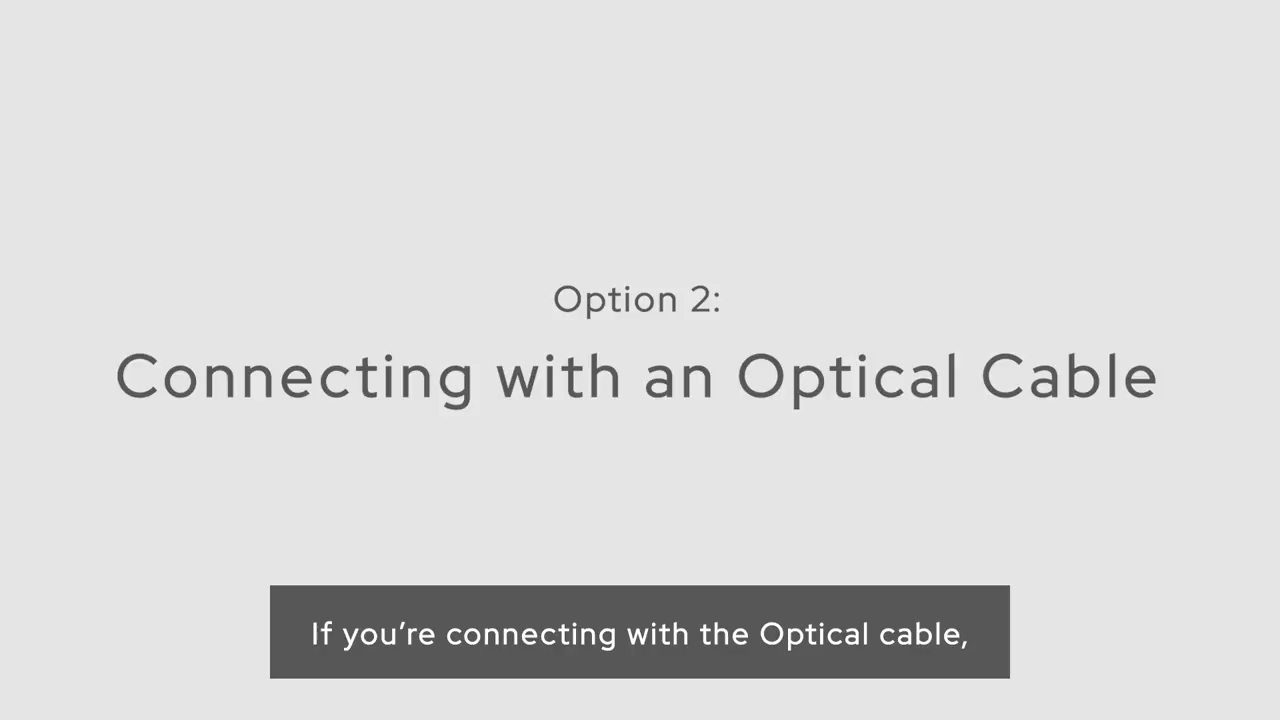 Option 2:
Connecting with an Optical Cable
If you’re connecting with the Optical cable,